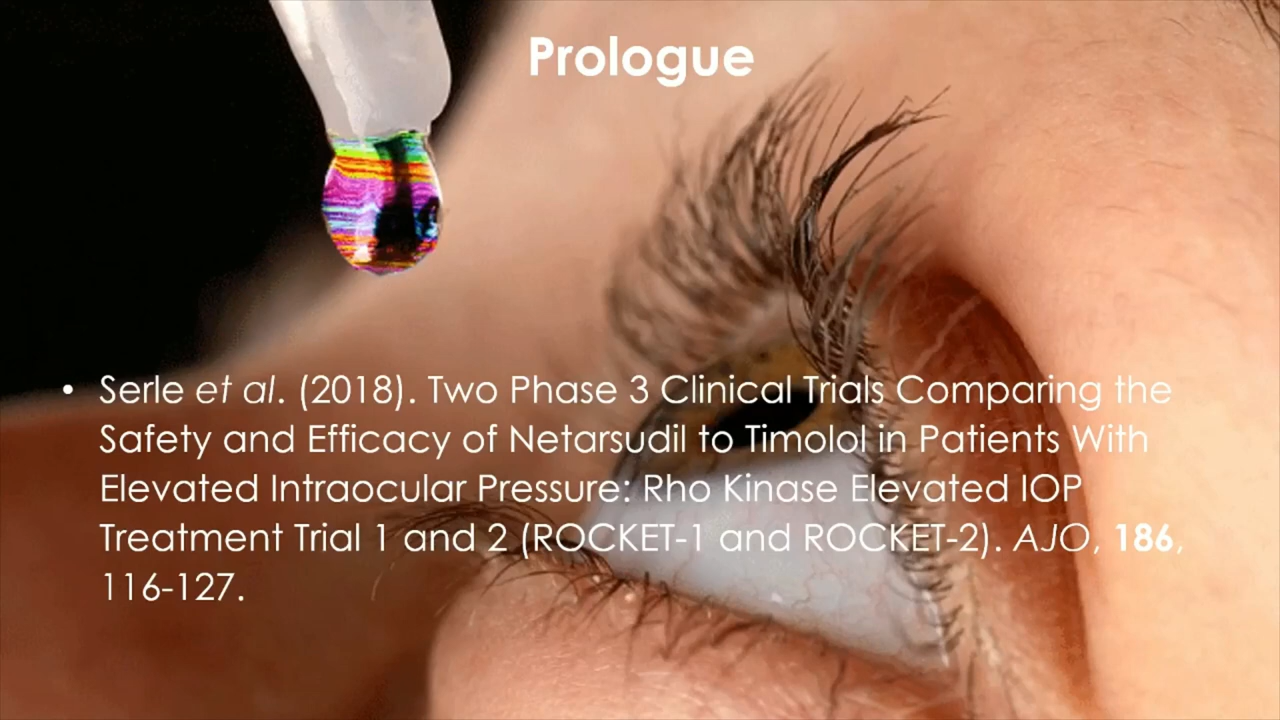 Prologue
• Serle et al. (2018). Two Phase 3 Clinical Trials Comparing the
Safety and Efficacy of Netarsudil to Timolol in Patients With
Elevated Intraocular Pressure: Rho Kinase Elevated IOP
Treatment Trial 1 and 2 (ROCKET-1 and ROCKET-2). AJO, 186,
116-127.